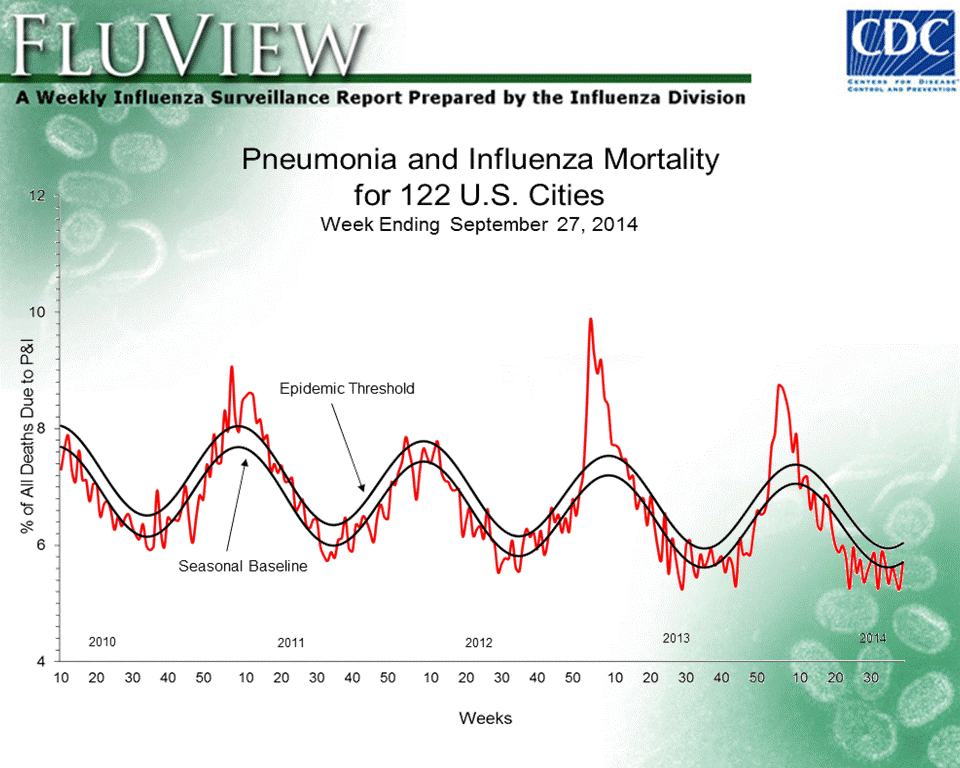 FLUVIEW
CDC
CENTERS FOR DISEASE
CONTROL AND PREVENTION
A Weekly Influenza Surveillance Report Prepared by the Influenza Division
Pneumonia and Influenza Mortality
for 122 U.S. Cities
Week Ending September 27, 2014
% of All Deaths Due to P&I
12
10
8
6
4
Epidemic Threshold
Seasonal Baseline
2010 2011 2012 2013 2014
10 20 30 40 50 10 20 30 40 50 10 20 30 40 50 10 20 30 40 50 10 20 30
Weeks